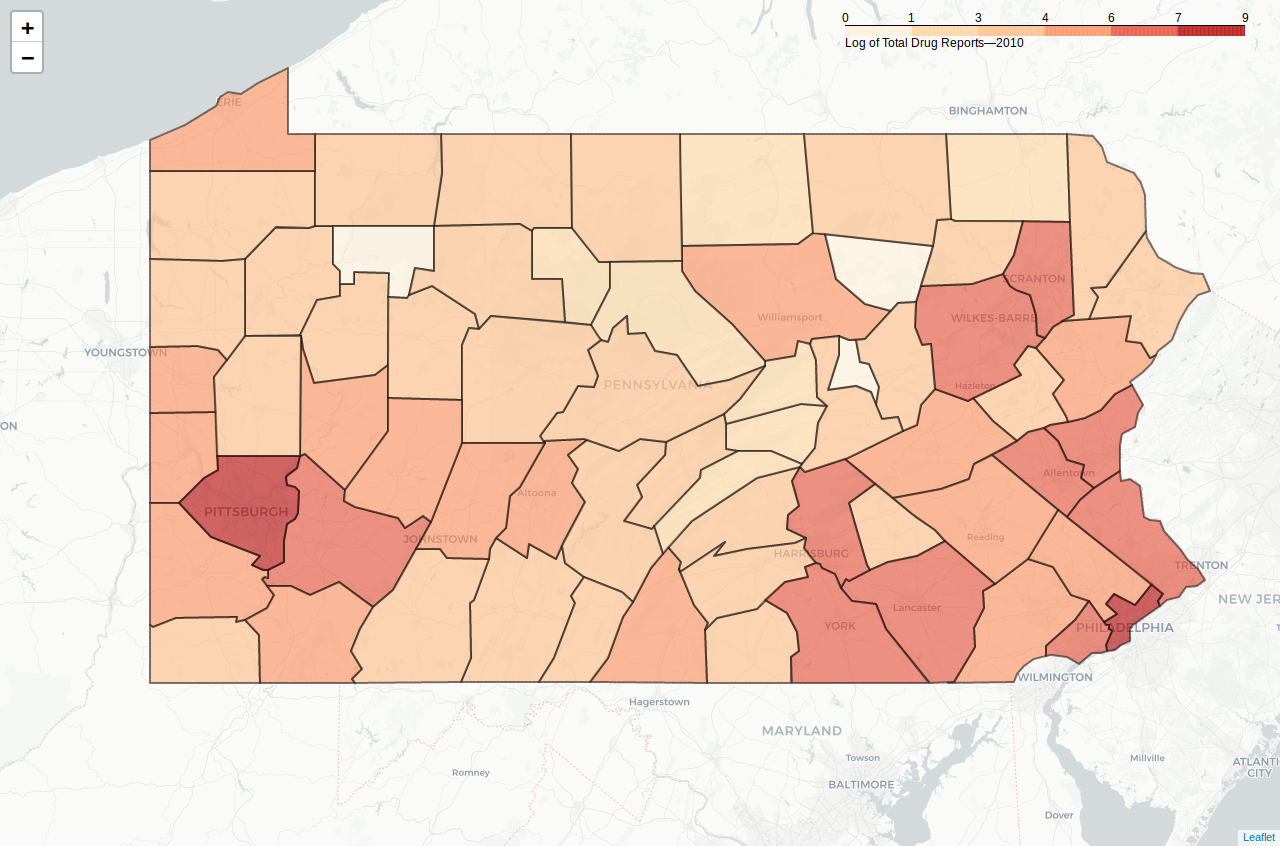 +
−
0 1 3 4 6 7 9
Log of Total Drug Reports—2010
ERIE
BINGHAMTON
SCRANTON
Williamsport
WILKES-BARRE
YOUNGSTOWN
PENNSYLVANIA
Hazleton
ON
Allentown
Altoona
PITTSBURGH
JOHNSTOWN
Reading
HARRISBURG
TRENTON
NEW JER
Lancaster
YORK
PHILADELPHIA
WILMINGTON
Hagerstown
MARYLAND
Towson
Millville
ATLANTI
CITY
Romney
BALTIMORE
Dover
Leaflet